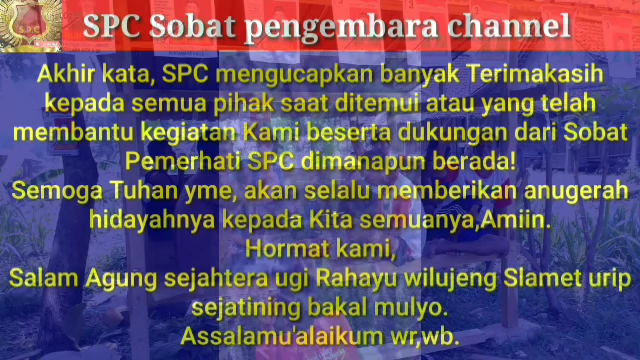 SPC Sobat pengembara channel
Akhir kata, SPC mengucapkan banyak Terimakasih
kepada semua pihak saat ditemui atau yang telah
membantu kegiatan Kami beserta dukungan dari Sobat
Pemerhati SPC dimanapun berada!
Semoga Tuhan yme, akan selalu memberikan anugerah
hidayahnya kepada Kita semuanya,Amiin.
Hormat kami,
Salam Agung sejahtera ugi Rahayu wilujeng Slamet urip
sejatining bakal mulyo.
Assalamu'alaikum wr,wb.